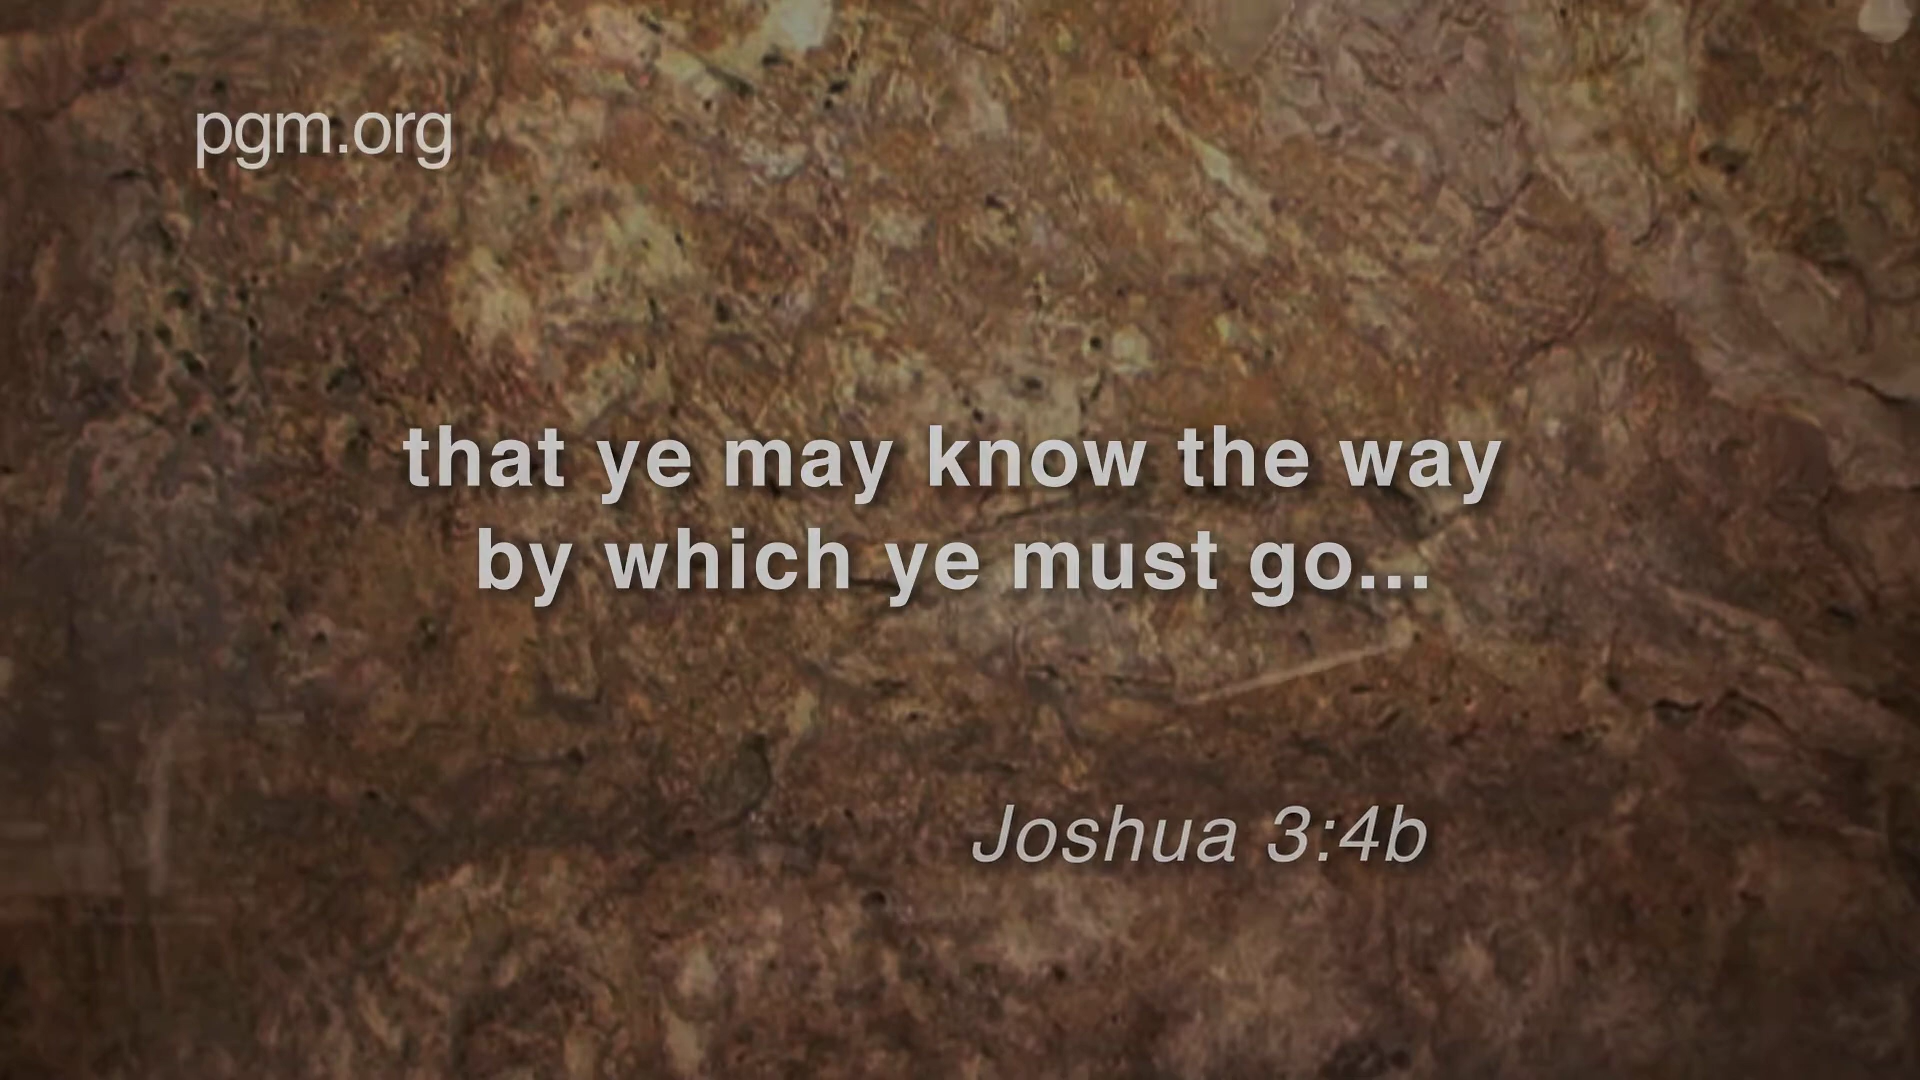 pgm.org
that ye may know the way
by which ye must go...
Joshua 3:4b